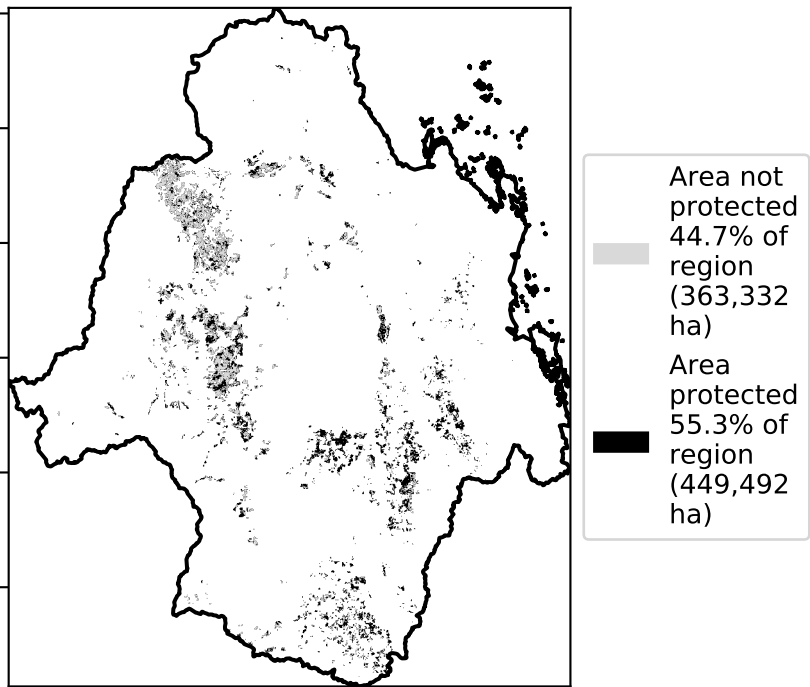 Area not
protected
44.7% of
region
(363,332
ha)
Area
protected
55.3% of
region
(449,492
ha)